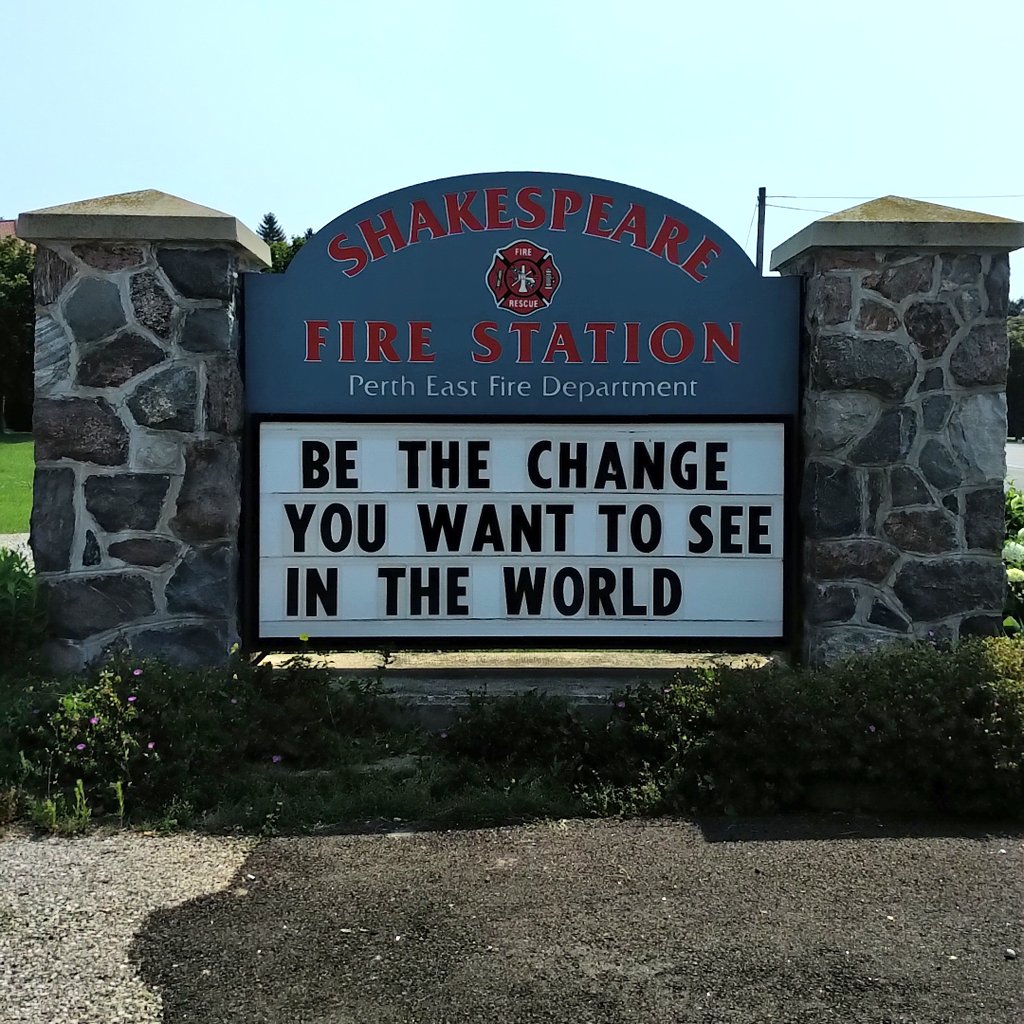 SHAKESPEARE
FIRE
RESCUE
FIRE STATION
Perth East Fire Department
BE THE CHANGE
YOU WANT TO SEE
IN THE WORLD